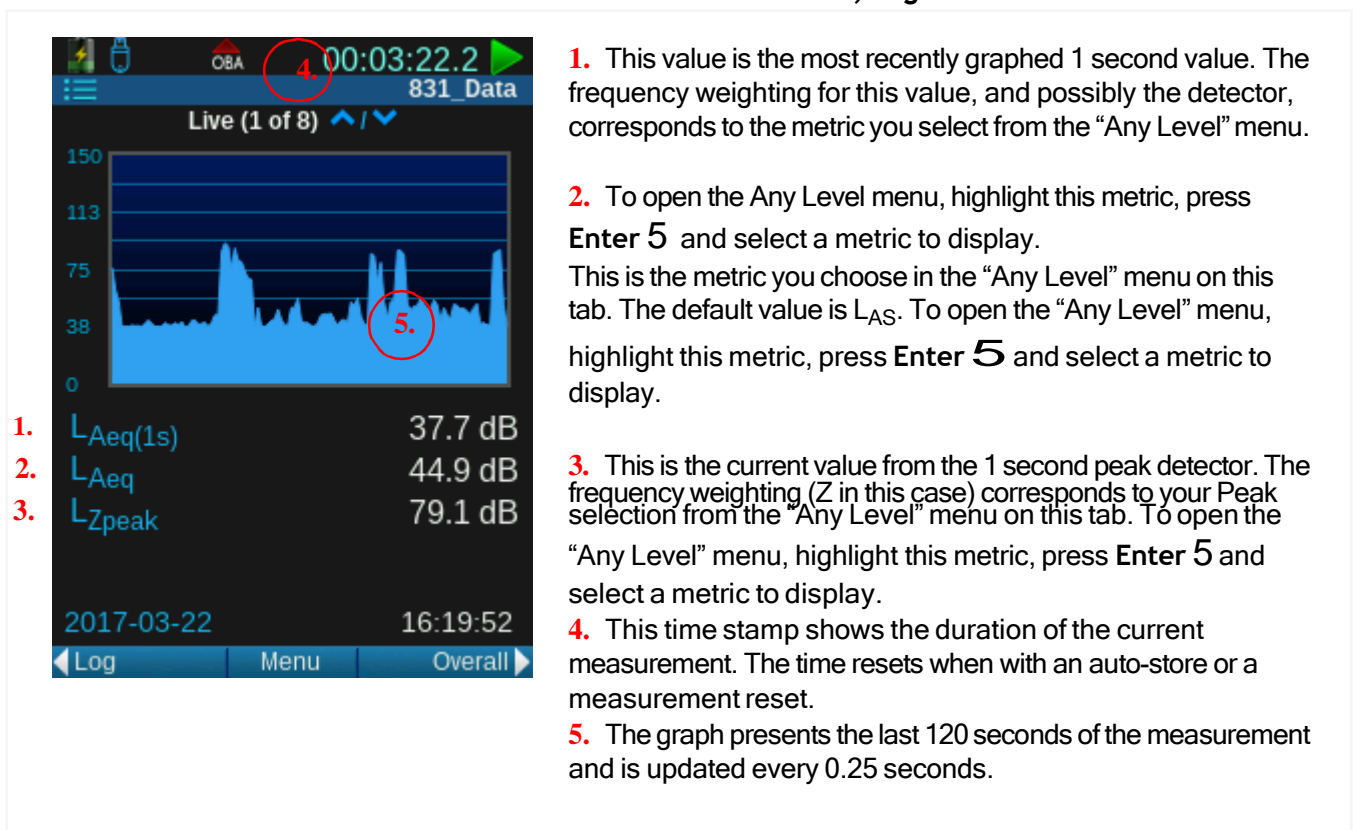 OBA 4. 00:03:22.2
831_Data
Live (1 of 8) /
150
113
75
38
0
5.
1. LAeq(1s) 37.7 dB
2. LAeq 44.9 dB
3. LZpeak 79.1 dB
2017-03-22 16:19:52
Log Menu Overall
1. This value is the most recently graphed 1 second value. The
frequency weighting for this value, and possibly the detector,
corresponds to the metric you select from the “Any Level” menu.
2. To open the Any Level menu, highlight this metric, press
Enter 5 and select a metric to display.
This is the metric you choose in the “Any Level” menu on this
tab. The default value is LAS. To open the “Any Level” menu,
highlight this metric, press Enter 5 and select a metric to
display.
3. This is the current value from the 1 second peak detector. The
frequency weighting (Z in this case) corresponds to your Peak
selection from the “Any Level” menu on this tab. To open the
“Any Level” menu, highlight this metric, press Enter 5 and
select a metric to display.
4. This time stamp shows the duration of the current
measurement. The time resets when with an auto-store or a
measurement reset.
5. The graph presents the last 120 seconds of the measurement
and is updated every 0.25 seconds.